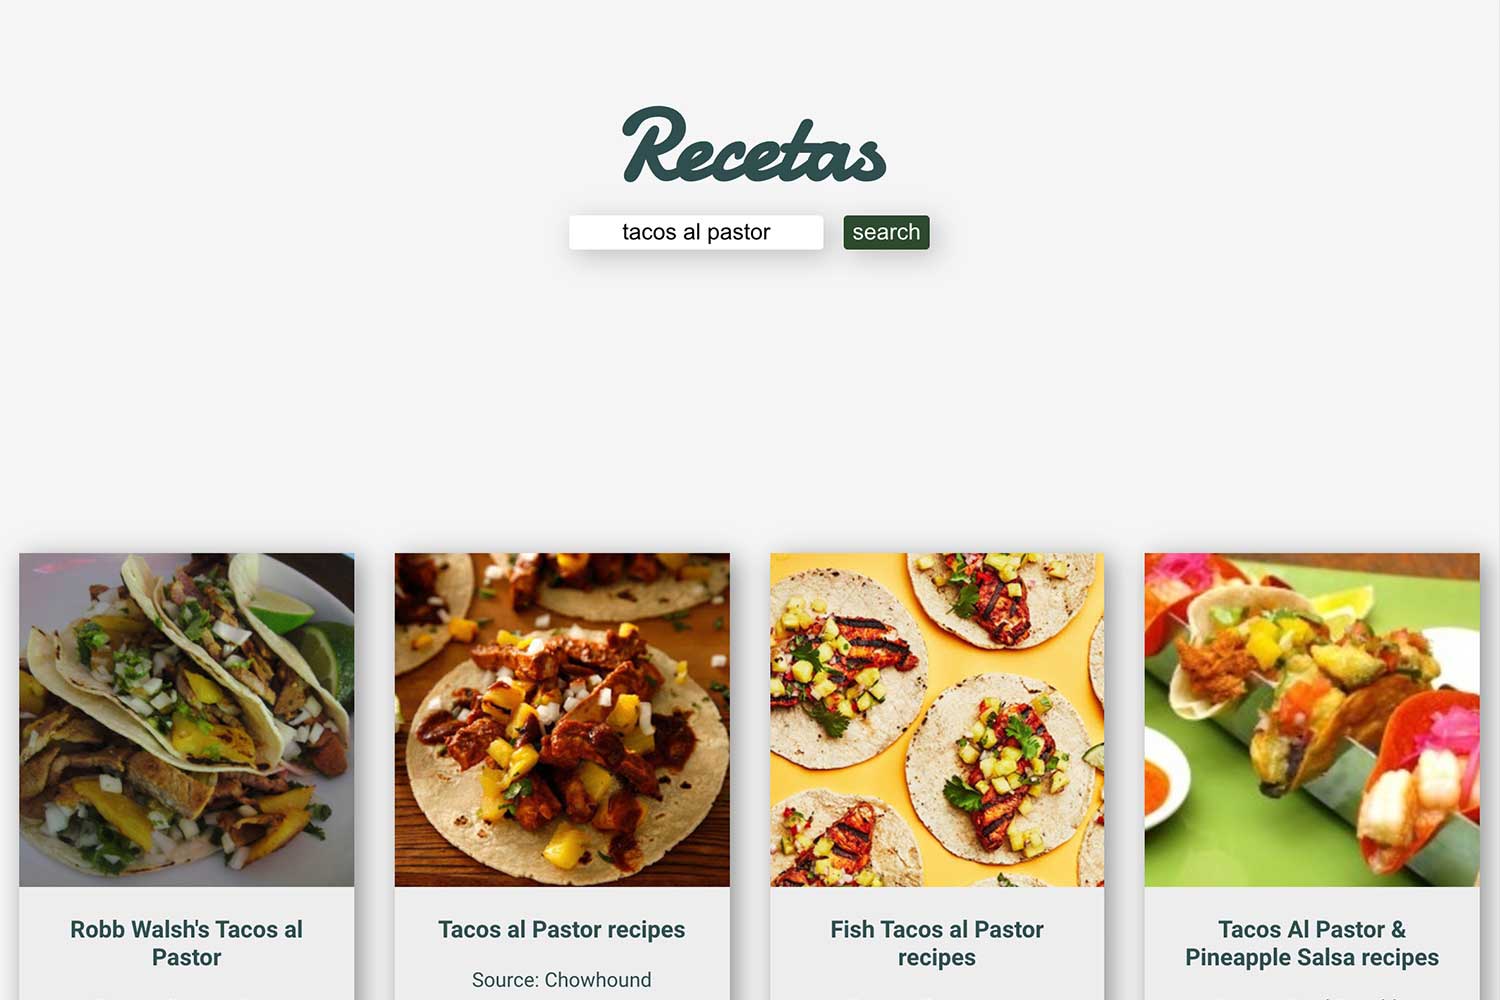 Recetas
tacos al pastor
search
Robb Walsh's Tacos al
Pastor
Tacos al Pastor recipes
Source: Chowhound
Fish Tacos al Pastor
recipes
Tacos Al Pastor &
Pineapple Salsa recipes